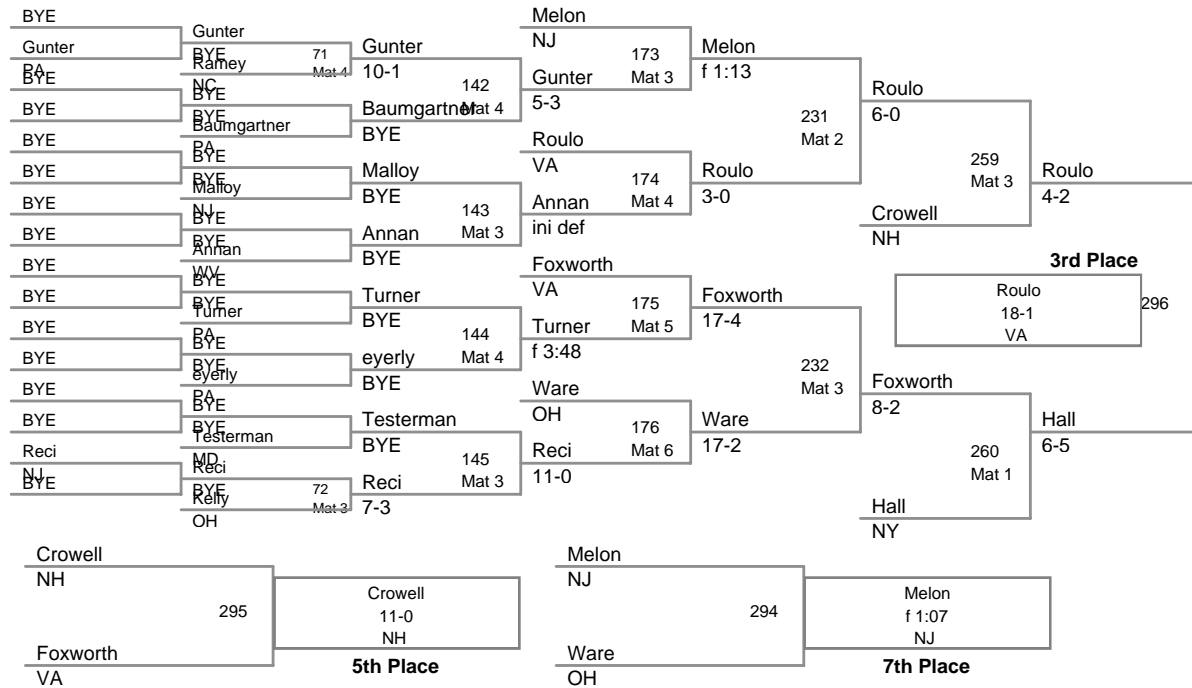 BYE
Gunter
PA
BYE
BYE
BYE
BYE
BYE
BYE
BYE
BYE
BYE
BYE
BYE
BYE
Reci
NJ
BYE
Gunter
BYE
Ramey
NC
71
Mat 4
BYE
BYE
Baumgartner
PA
BYE
BYE
Malloy
NJ
BYE
BYE
Annan
WV
BYE
BYE
Turner
PA
BYE
BYE
eyerly
PA
BYE
BYE
Testerman
MD
Reci
BYE
Kelly
OH
72
Mat 3
Gunter
10-1
142
Mat 4
Baumgartner
BYE
Malloy
BYE
143
Mat 3
Annan
BYE
Turner
BYE
144
Mat 4
eyerly
BYE
Testerman
BYE
145
Mat 3
Reci
7-3
Melon
NJ
173
Mat 3
Gunter
5-3
Roulo
VA
174
Mat 4
Annan
inj def
Foxworth
VA
175
Mat 5
Turner
f 3:48
Ware
OH
176
Mat 6
Reci
11-0
Melon
f 1:13
231
Mat 2
Roulo
3-0
Foxworth
17-4
232
Mat 3
Ware
17-2
Roulo
6-0
259
Mat 3
Crowell
NH
Foxworth
8-2
260
Mat 1
Hall
NY
Roulo
4-2
3rd Place
Roulo
18-1
VA
296
Hall
6-5
Crowell
NH
295
Foxworth
VA
Crowell
11-0
NH
5th Place
Melon
NJ
294
Ware
OH
Melon
f 1:07
NJ
7th Place